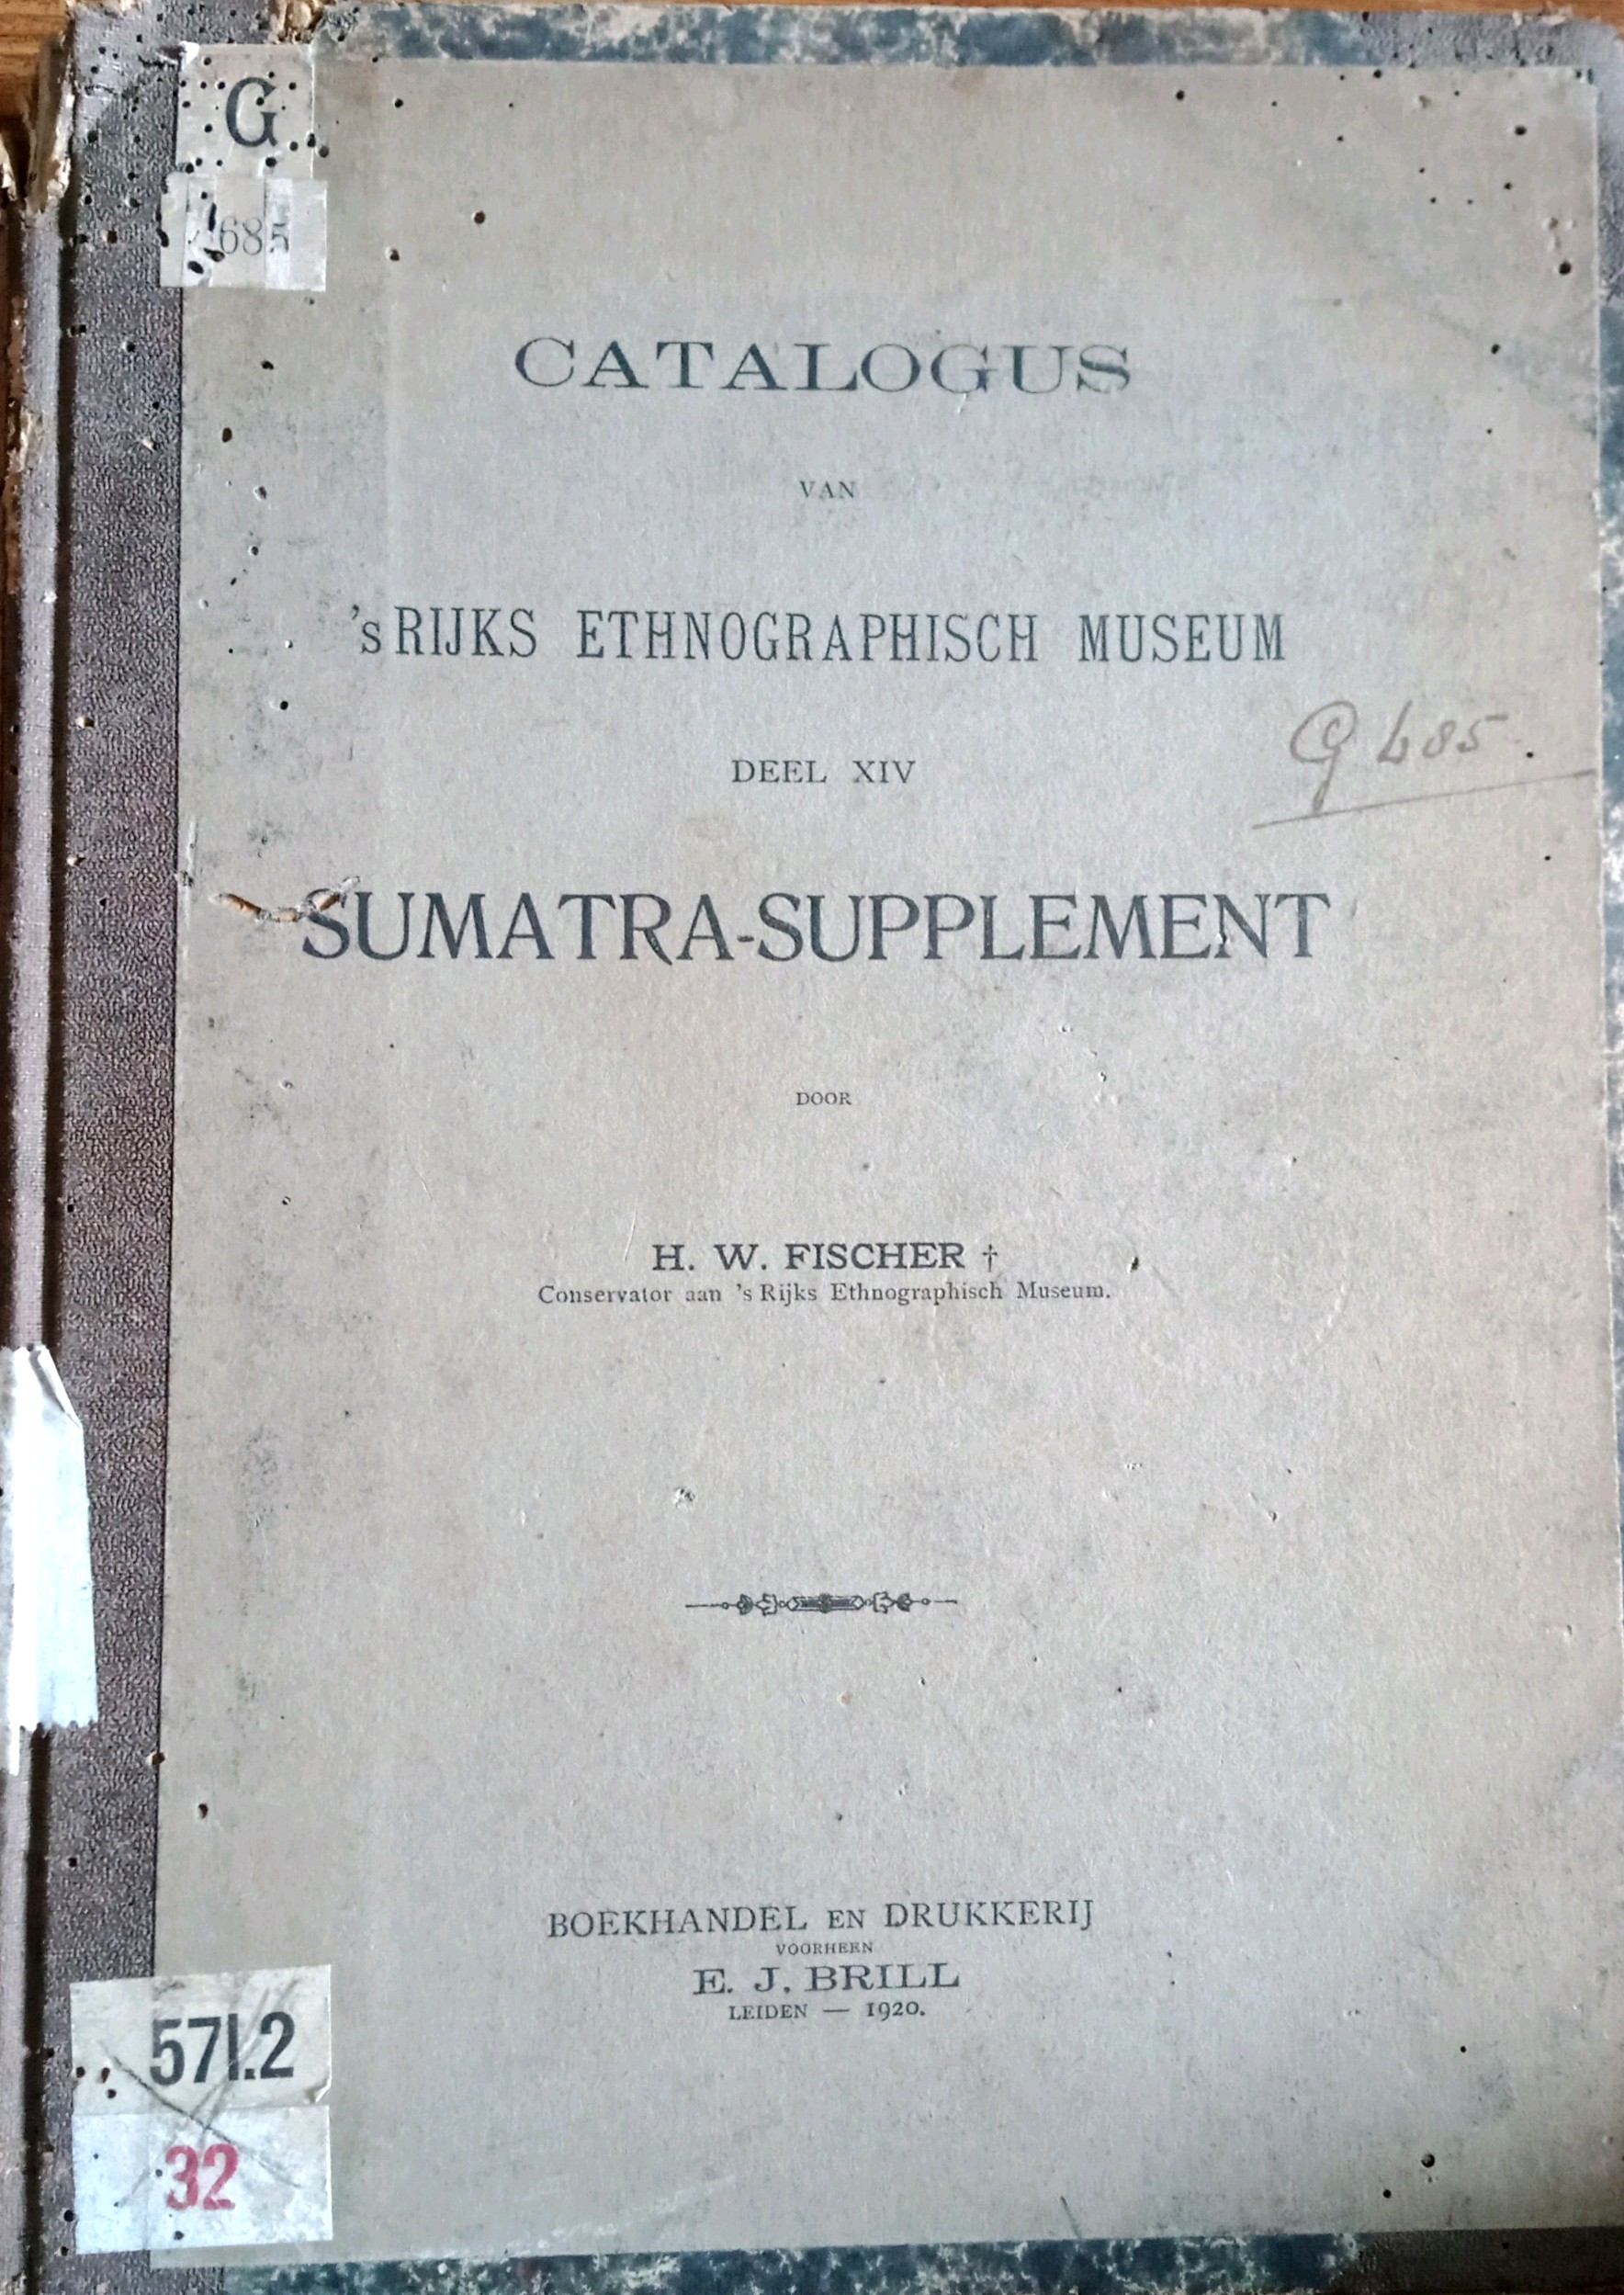 G
685
CATALOGUS
VAN
'sRIJKS ETHNOGRAPHISCH MUSEUM
G 685
DEEL XIV
SUMATRA-SUPPLEMENT
DOOR
H. W. FISCHER †
Conservator aan 's Rijks Ethnographisch Museum.
BOEKHANDEL EN DRUKKERIJ
VOORHEEN
E. J. BRILL
LEIDEN — 1920.
571.2
32